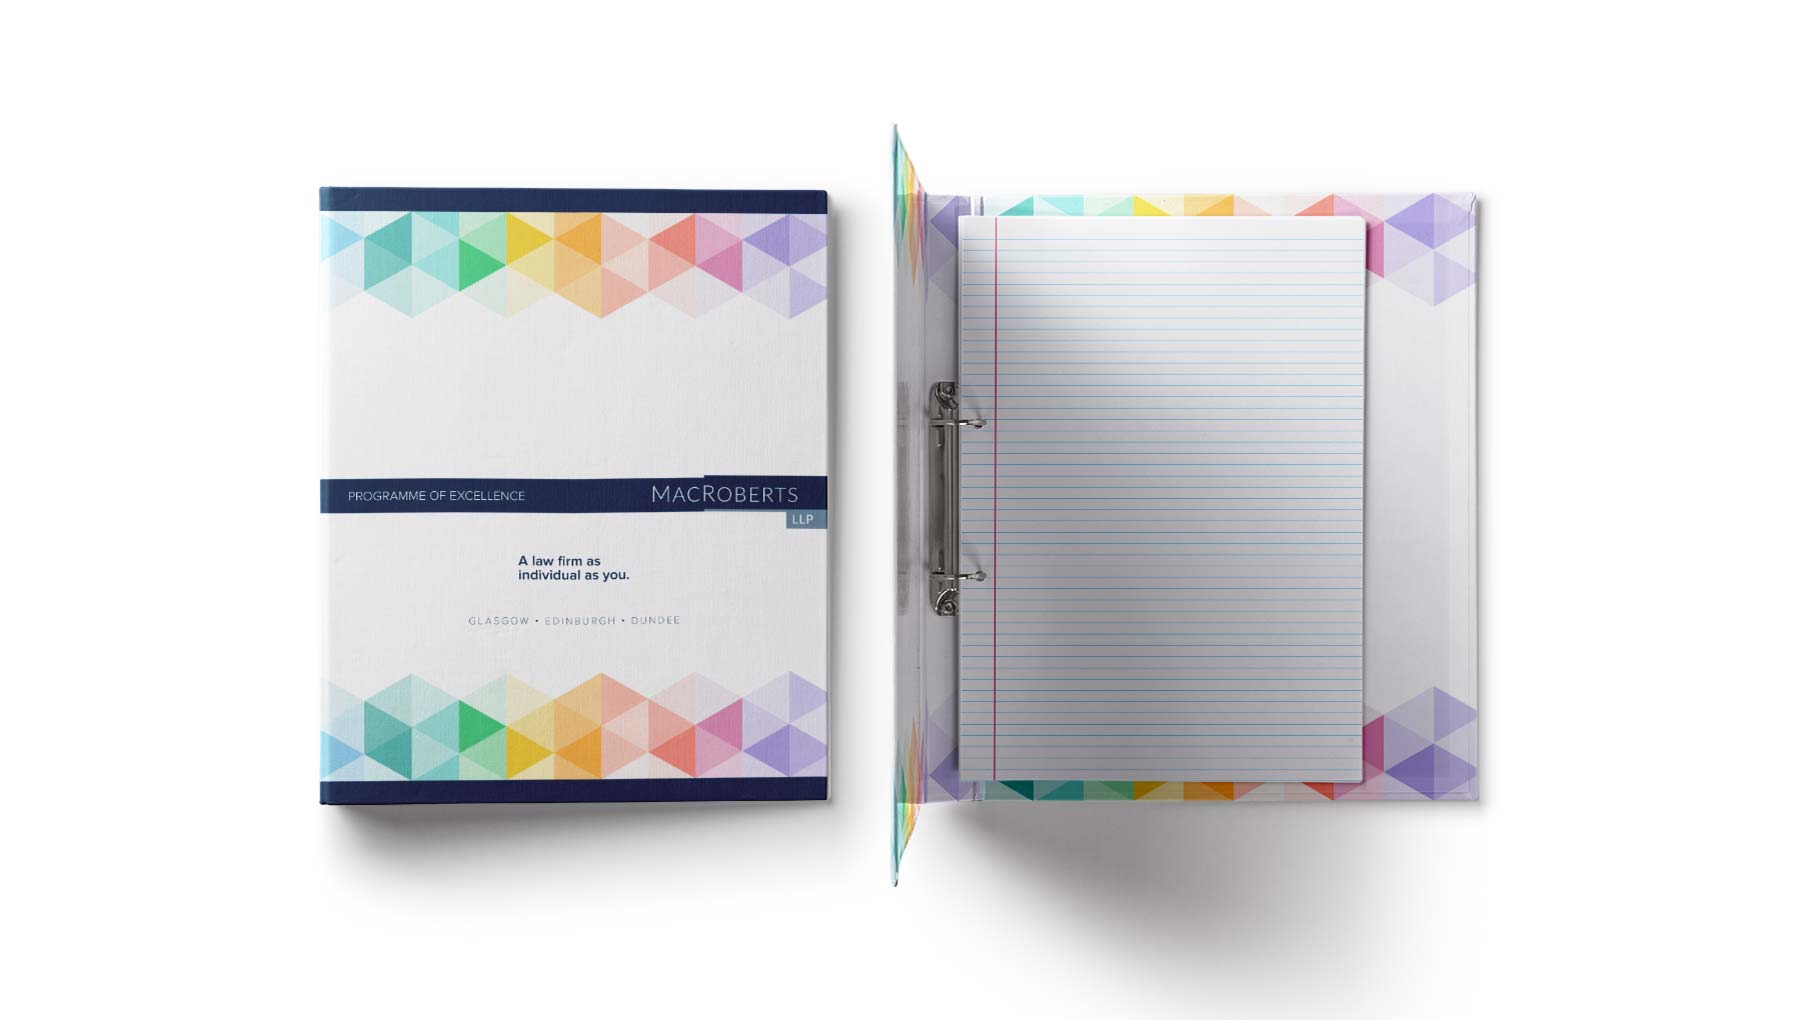 PROGRAMME OF EXCELLENCE
MACROBERTS
LLP
A law firm as
individual as you.
GLASGOW • EDINBURGH • DUNDEE